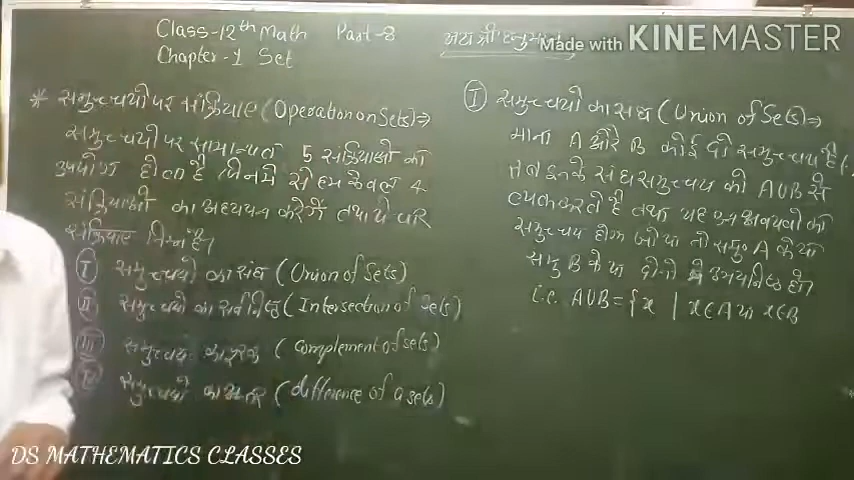 Class-12th Math Part-8
Chapter-1 Set
Made with KINEMASTER
* समुच्चयों पर संक्रियाएं (Operation on Sets) ⇒
समुच्चयों पर सामान्यतः 5 संक्रियाओं का
उपयोग होता है जिनमें से हम केवल 4
संक्रियाओं का अध्ययन करेंगे तथा ये चार
संक्रियाएं निम्न है।
I समुच्चयों का संघ (Union of Sets)
II समुच्चयों का सर्वनिष्ठ (Intersection of Sets)
III समुच्चय का पूरक (Complement of sets)
IV समुच्चयों का अंतर (difference of a sets)
I समुच्चयों का संघ (Union of Sets) ⇒
माना A और B कोई दो समुच्चय है
तब इनके संघ समुच्चय को AUB से
व्यक्त करते है तथा यह उन अवयवों का
समुच्चय होगा जो या तो समु० A के या
समु B के या दोनों में उभयनिष्ठ हो।
i.e. AUB = {x | x∈A या x∈B
DS MATHEMATICS CLASSES